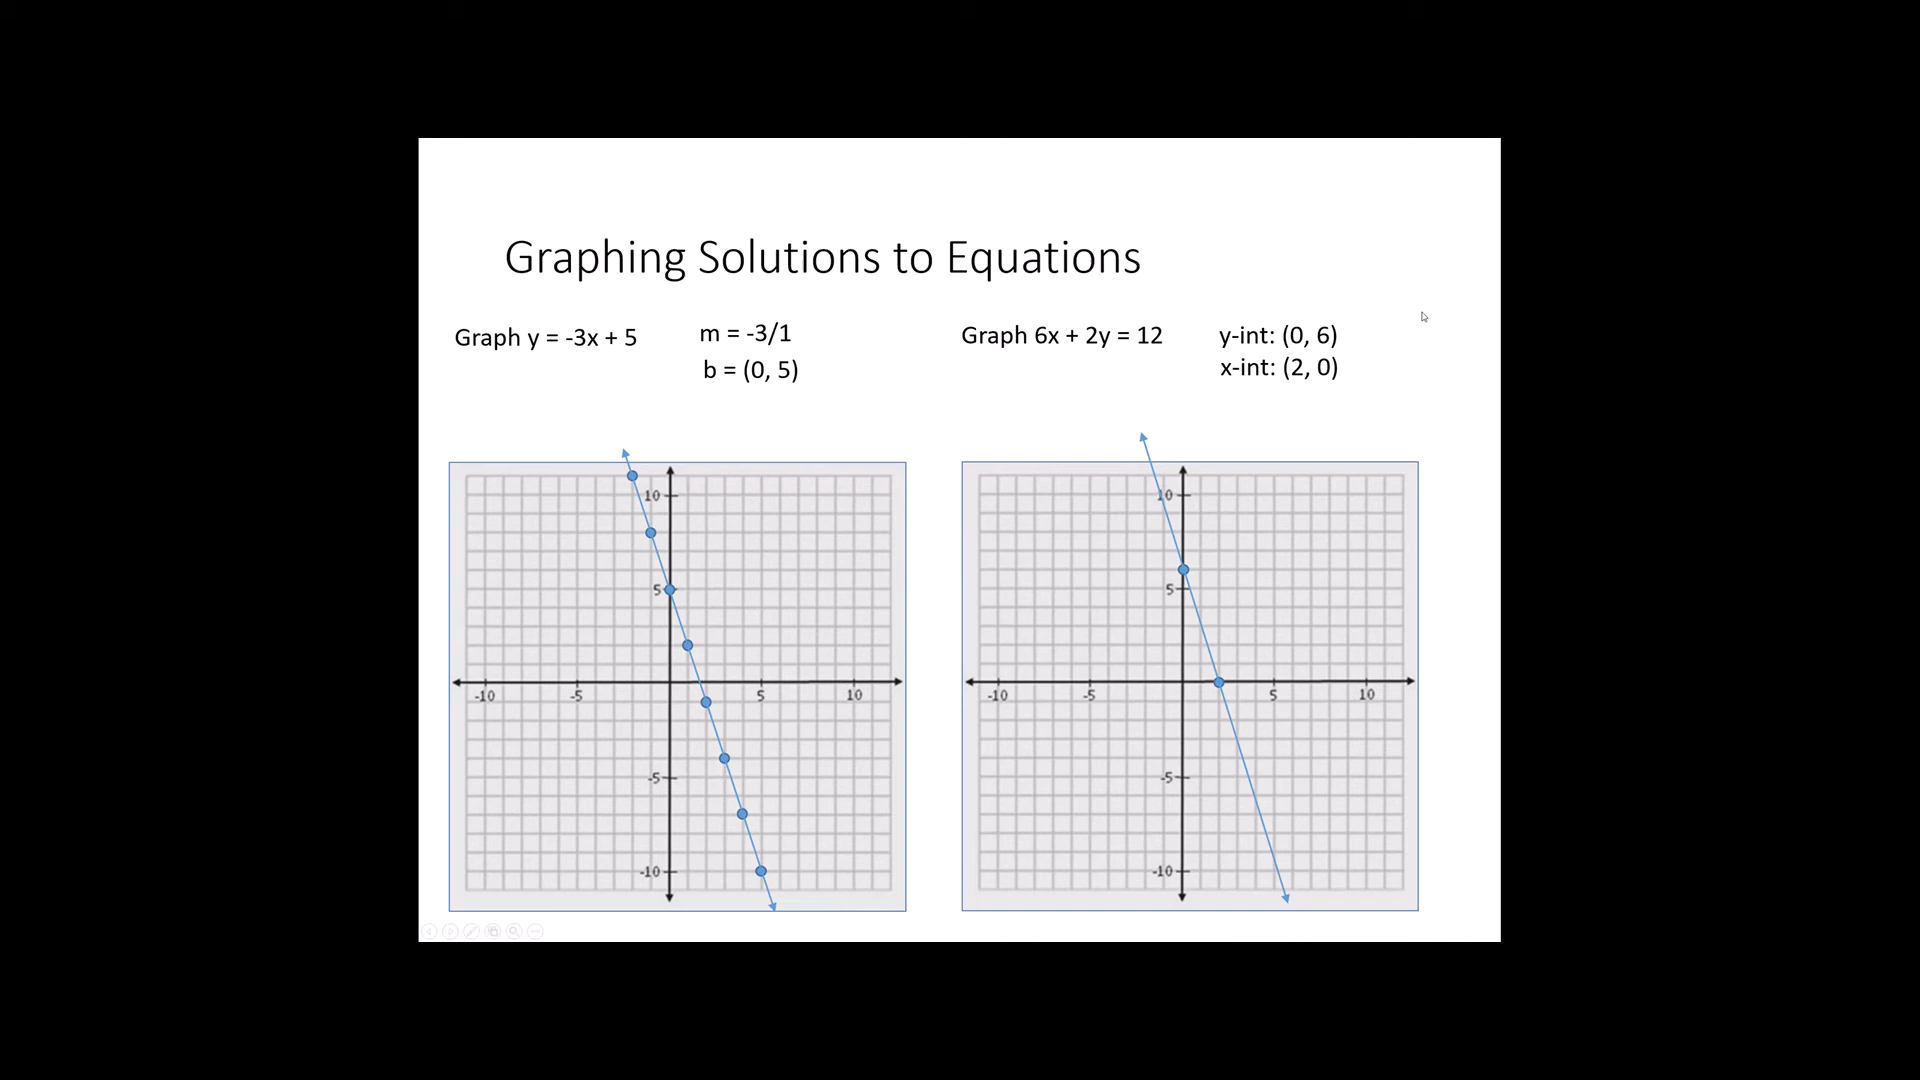 Graphing Solutions to Equations
Graph y = -3x + 5
m = -3/1
b = (0, 5)
Graph 6x + 2y = 12
y-int: (0, 6)
x-int: (2, 0)
10
5
-10
-5
5
10
-5
-10
10
5
-10
-5
5
10
-5
-10